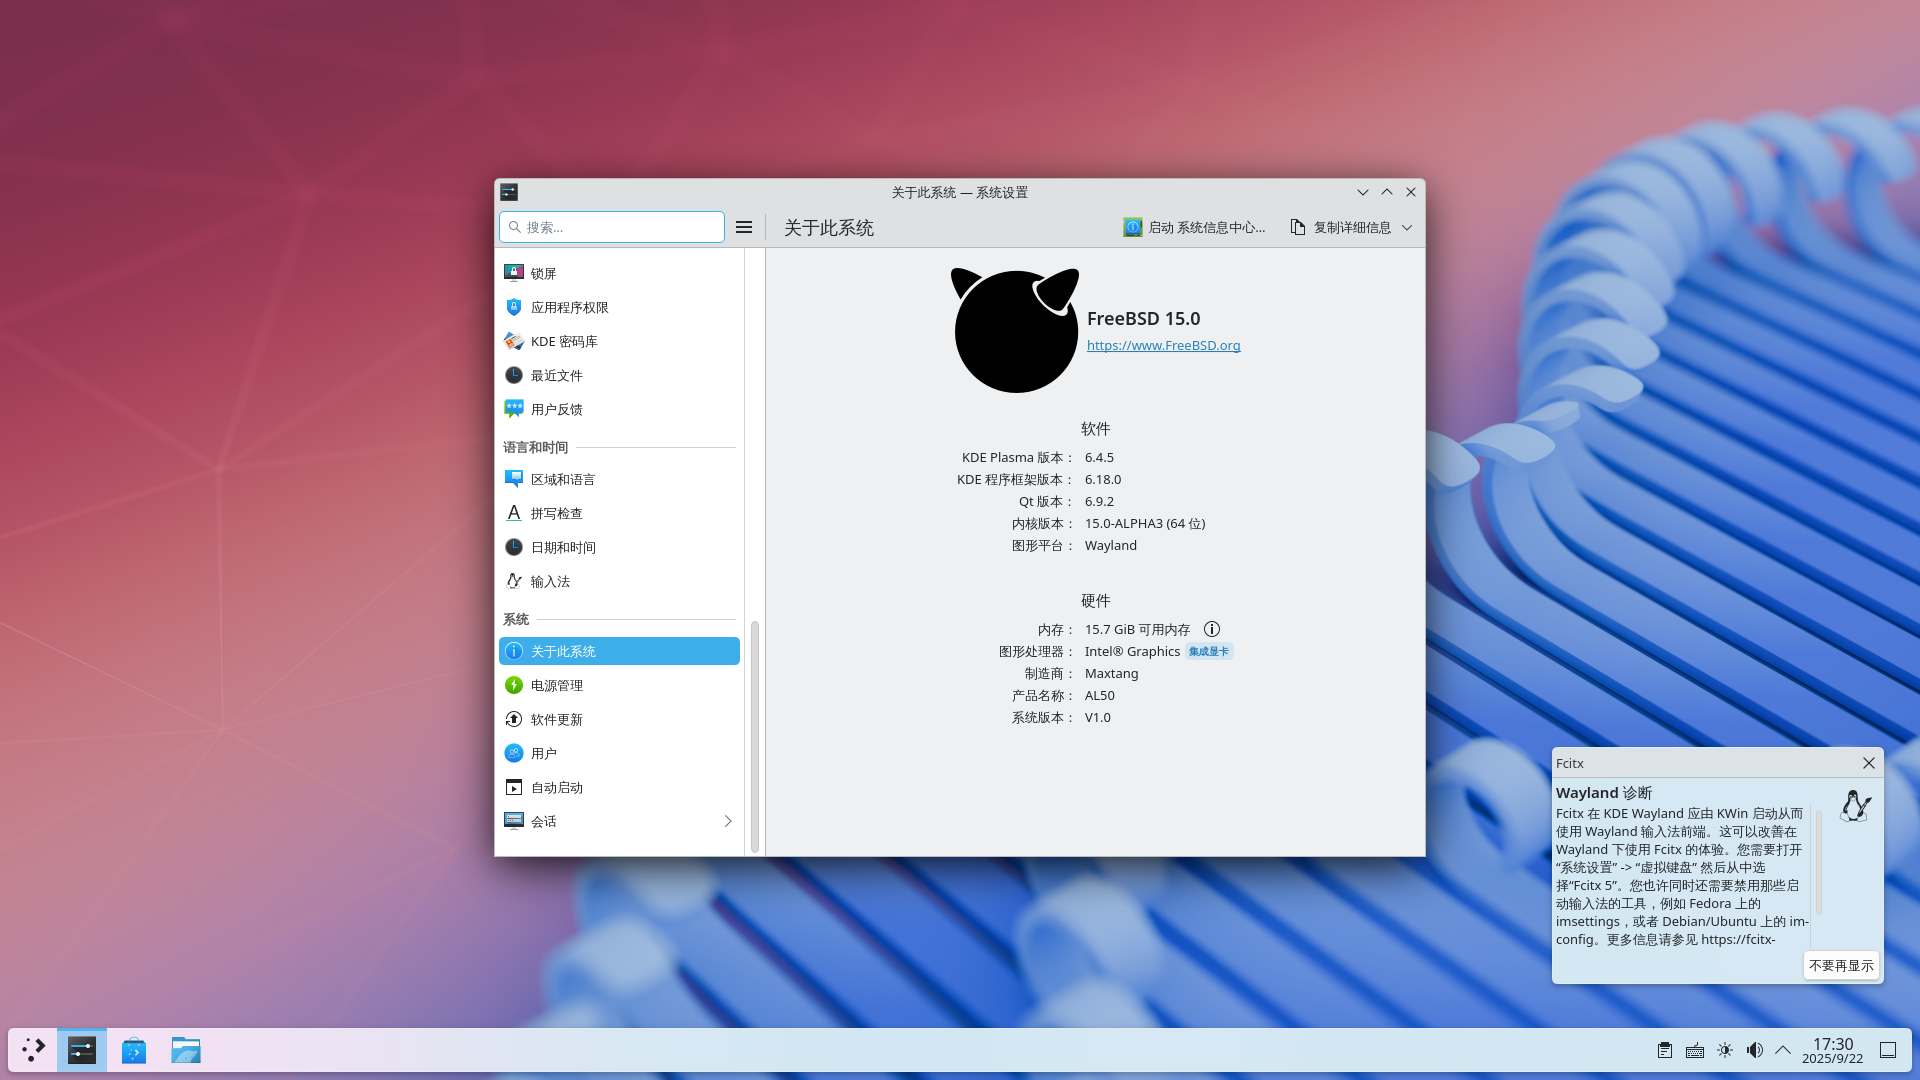 关于此系统 — 系统设置
搜索...
关于此系统
启动 系统信息中心...
复制详细信息
锁屏
应用程序权限
KDE 密码库
最近文件
用户反馈
语言和时间
区域和语言
拼写检查
日期和时间
输入法
系统
关于此系统
电源管理
软件更新
用户
自动启动
会话
FreeBSD 15.0
https://www.FreeBSD.org
软件
KDE Plasma 版本： 6.4.5
KDE 程序框架版本： 6.18.0
Qt 版本： 6.9.2
内核版本： 15.0-ALPHA3 (64 位)
图形平台： Wayland
硬件
内存： 15.7 GiB 可用内存
图形处理器： Intel® Graphics 集成显卡
制造商： Maxtang
产品名称： AL50
系统版本： V1.0
Fcitx
Wayland 诊断
Fcitx 在 KDE Wayland 应由 KWin 启动从而
使用 Wayland 输入法前端。这可以改善在
Wayland 下使用 Fcitx 的体验。您需要打开
“系统设置” -> “虚拟键盘” 然后从中选
择“Fcitx 5”。您也许同时还需要禁用那些启
动输入法的工具，例如 Fedora 上的
imsettings，或者 Debian/Ubuntu 上的 im-
config。更多信息请参见 https://fcitx-
不要再显示
17:30
2025/9/22